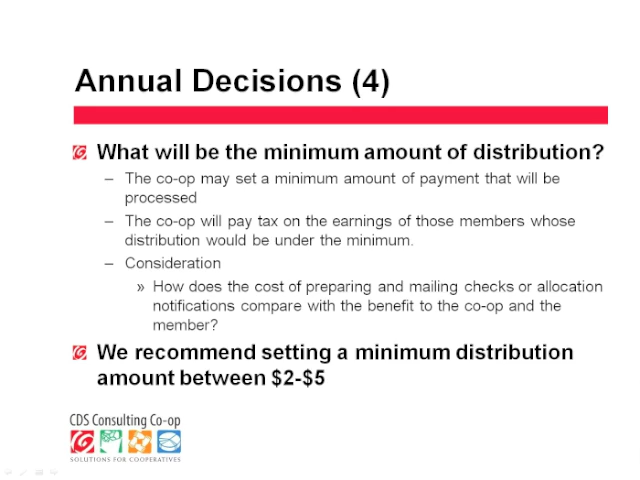 Annual Decisions (4)
What will be the minimum amount of distribution?
– The co-op may set a minimum amount of payment that will be
processed
– The co-op will pay tax on the earnings of those members whose
distribution would be under the minimum.
– Consideration
» How does the cost of preparing and mailing checks or allocation
notifications compare with the benefit to the co-op and the
member?
We recommend setting a minimum distribution
amount between $2-$5
CDS Consulting Co-op
SOLUTIONS FOR COOPERATIVES